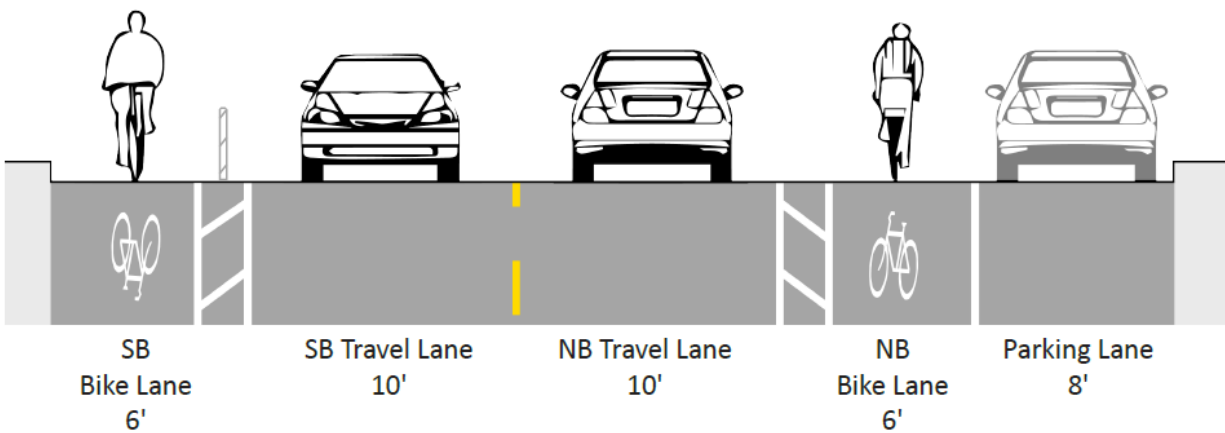 SB
Bike Lane
6'
SB Travel Lane
10'
NB Travel Lane
10'
NB
Bike Lane
6'
Parking Lane
8'